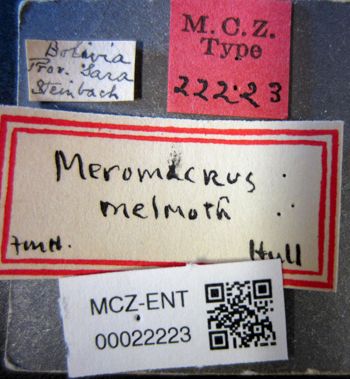 Bolivia
Prov. Sara
Steinbach
M.C.Z.
Type
22223
Meromacrus
melmoth
Hull
MCZ-ENT
00022223